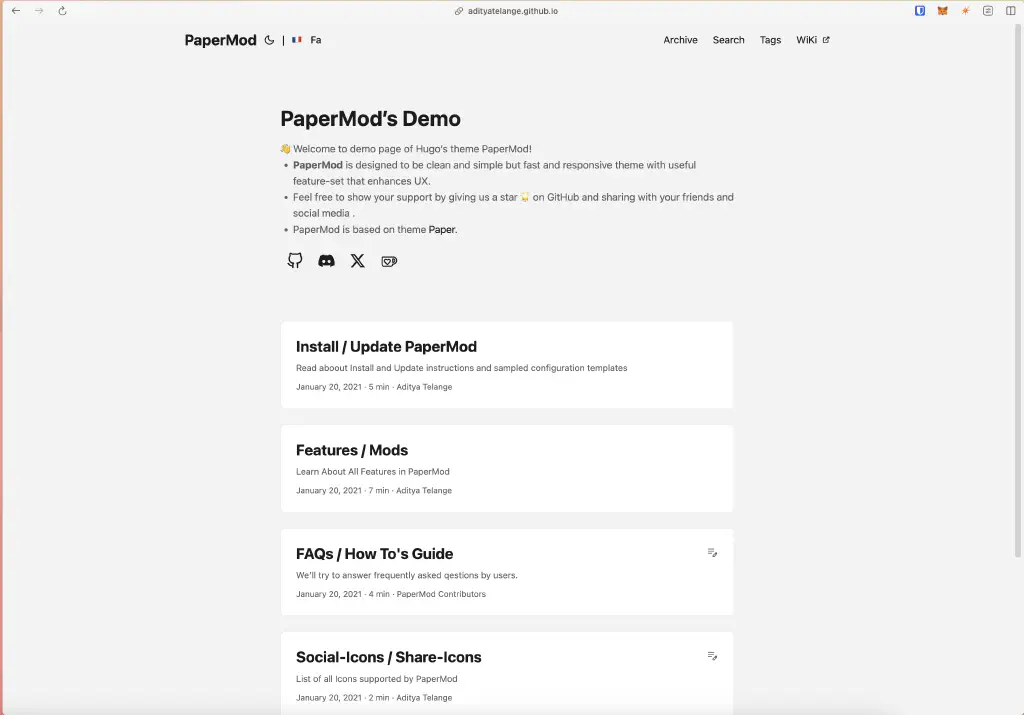 adityatelange.github.io
PaperMod | Fa
Archive Search Tags WiKi
PaperMod’s Demo
👋 Welcome to demo page of Hugo’s theme PaperMod!
• PaperMod is designed to be clean and simple but fast and responsive theme with useful
feature-set that enhances UX.
• Feel free to show your support by giving us a star 🌟 on GitHub and sharing with your friends and
social media .
• PaperMod is based on theme Paper.
Install / Update PaperMod
Read aboout Install and Update instructions and sampled configuration templates
January 20, 2021 · 5 min · Aditya Telange
Features / Mods
Learn About All Features in PaperMod
January 20, 2021 · 7 min · Aditya Telange
FAQs / How To's Guide
We’ll try to answer frequently asked qestions by users.
January 20, 2021 · 4 min · PaperMod Contributors
Social-Icons / Share-Icons
List of all Icons supported by PaperMod
January 20, 2021 · 2 min · Aditya Telange